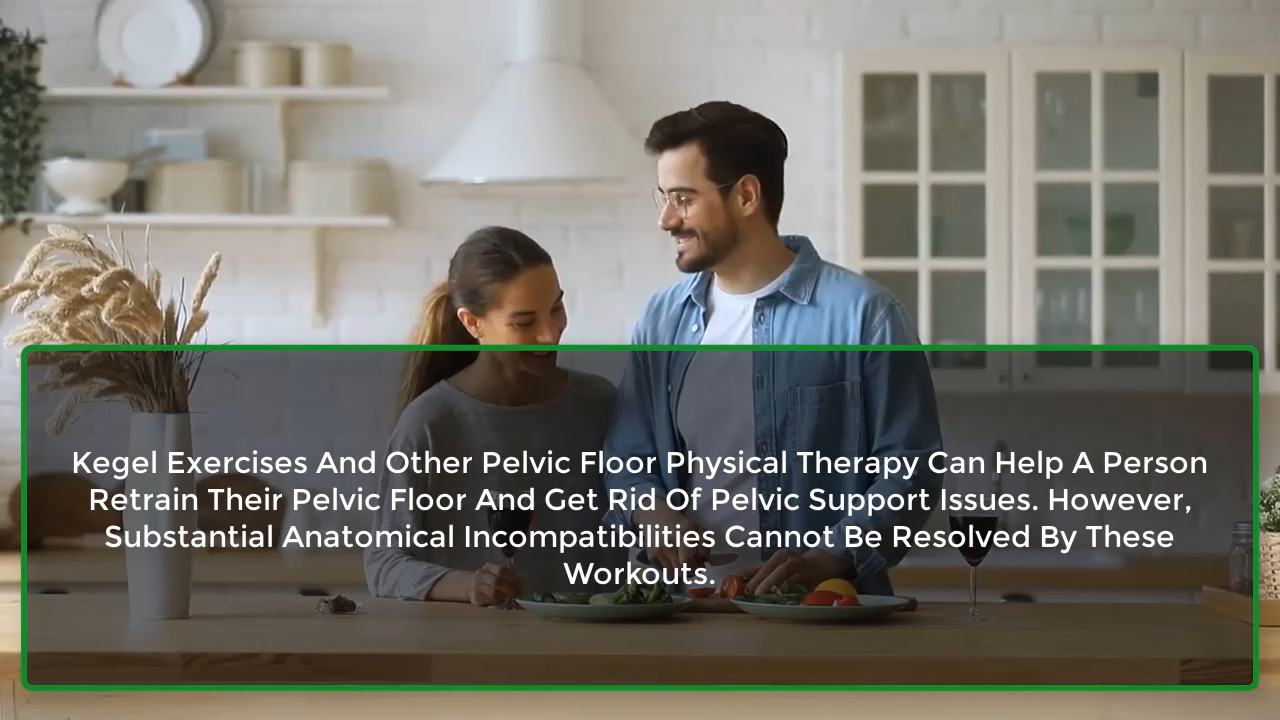 Kegel Exercises And Other Pelvic Floor Physical Therapy Can Help A Person
Retrain Their Pelvic Floor And Get Rid Of Pelvic Support Issues. However,
Substantial Anatomical Incompatibilities Cannot Be Resolved By These
Workouts.